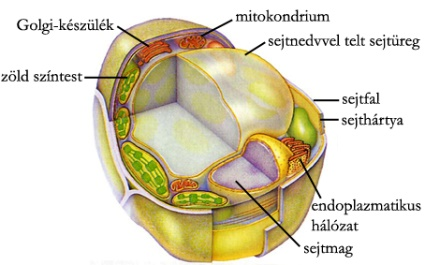 mitokondrium
Golgi-készülék
sejtnedvvel telt sejtüreg
zöld színtest
sejtfal
sejthártya
endoplazmatikus
hálózat
sejtmag